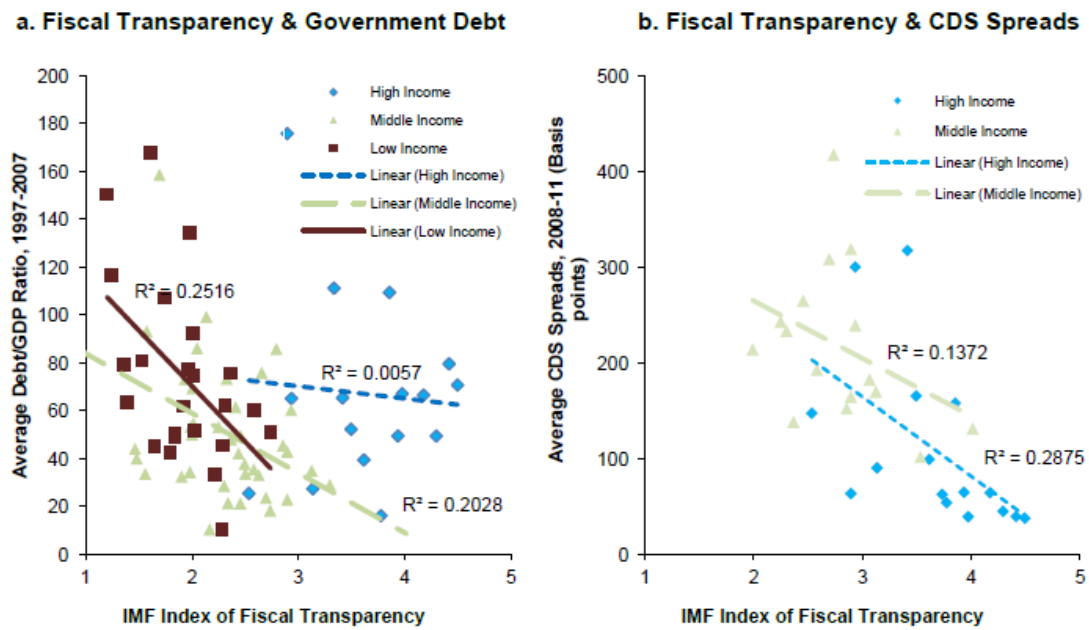 a. Fiscal Transparency & Government Debt
200
180
160
140
120
100
80
60
40
20
0
1
2
3
4
5
Average Debt/GDP Ratio, 1997-2007
IMF Index of Fiscal Transparency
High Income
Middle Income
Low Income
Linear (High Income)
Linear (Middle Income)
Linear (Low Income)
R² = 0.2516
R² = 0.0057
R² = 0.2028
b. Fiscal Transparency & CDS Spreads
500
400
300
200
100
0
1
2
3
4
5
Average CDS Spreads, 2008-11 (Basis
points)
IMF Index of Fiscal Transparency
High Income
Middle Income
Linear (High Income)
Linear (Middle Income)
R² = 0.1372
R² = 0.2875